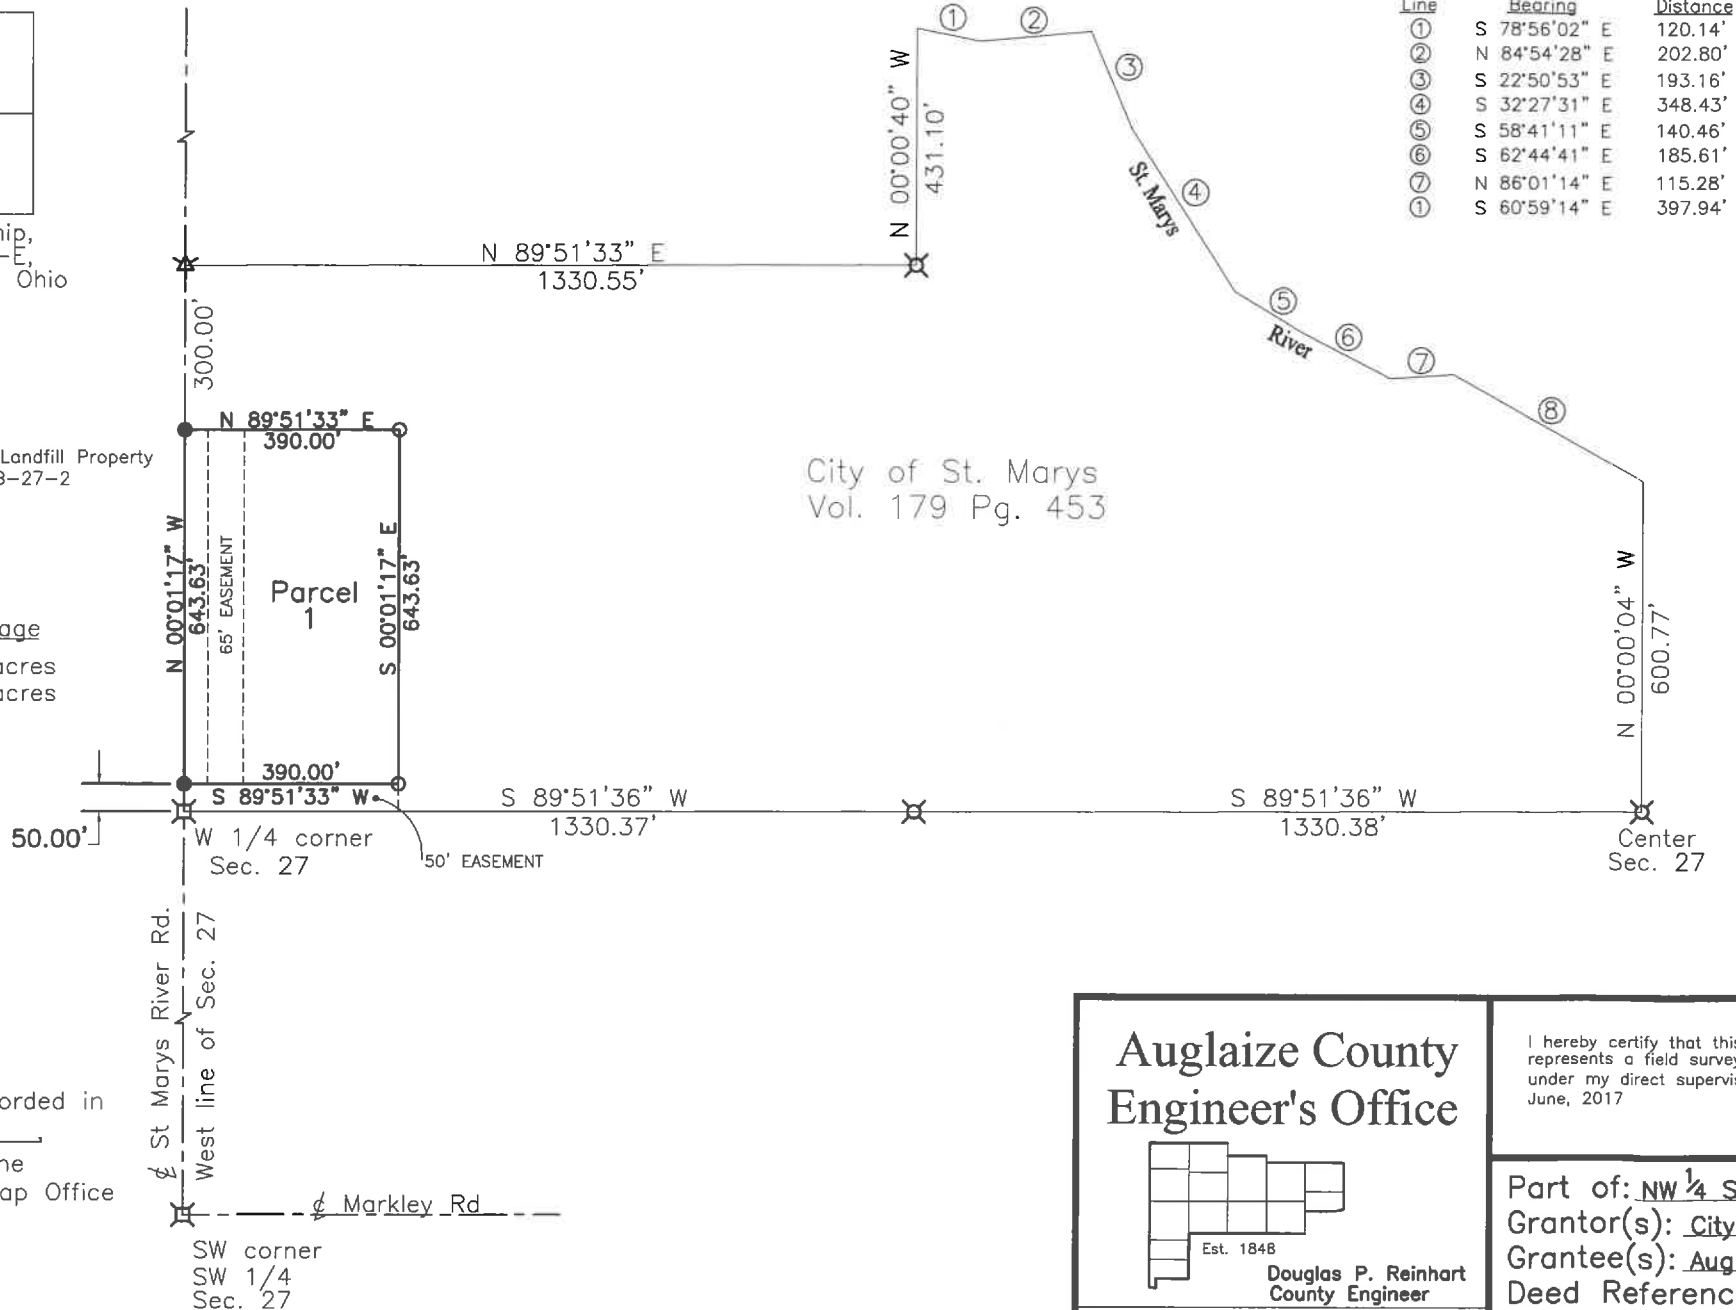 Line Bearing Distance
① S 78°56'02" E 120.14'
② N 84°54'28" E 202.80'
③ S 22°50'53" E 193.16'
④ S 32°27'31" E 348.43'
⑤ S 58°41'11" E 140.46'
⑥ S 62°44'41" E 185.61'
⑦ N 86°01'14" E 115.28'
① S 60°59'14" E 397.94'
①
②
③
④
⑤
⑥
⑦
⑧
St. Marys
River
N 00°00'40" W
431.10'
N 89°51'33" E
1330.55'
-E,
Ohio
300.00'
N 89°51'33" E
390.00'
Landfill Property
-27-2
N 00°01'17" W
643.63'
65' EASEMENT
Parcel
1
S 00°01'17" E
643.63'
City of St. Marys
Vol. 179 Pg. 453
N 00°00'04" W
600.77'
acres
acres
390.00'
S 89°51'33" W
50.00'
W 1/4 corner
Sec. 27
50' EASEMENT
S 89°51'36" W
1330.37'
S 89°51'36" W
1330.38'
Center
Sec. 27
℄ St Marys River Rd.
West line of Sec. 27
in
Office
℄ Markley Rd
SW corner
SW 1/4
Sec. 27
Auglaize County
Engineer's Office
Est. 1848
Douglas P. Reinhart
County Engineer
I hereby certify that this
represents a field survey
under my direct
June, 2017
Part of: NW ¼ S
Grantor(s): City
Grantee(s): Aug
Deed